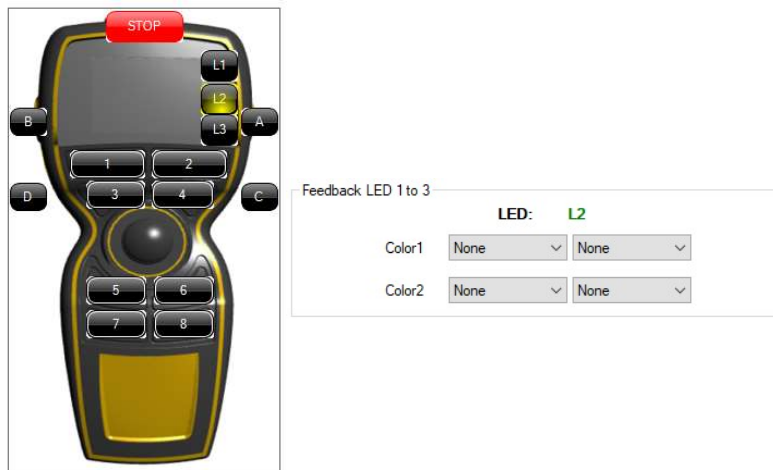 STOP
L1
L2
B A
L3
1 2
D 3 4 C
5 6
7 8
Feedback LED 1 to 3
LED: L2
Color1 None None
Color2 None None